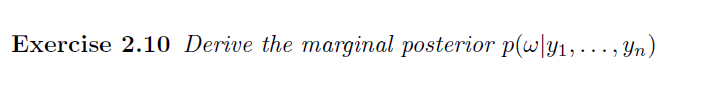 Exercise 2.10 Derive the marginal posterior p(ω|y₁, . . . , yₙ)